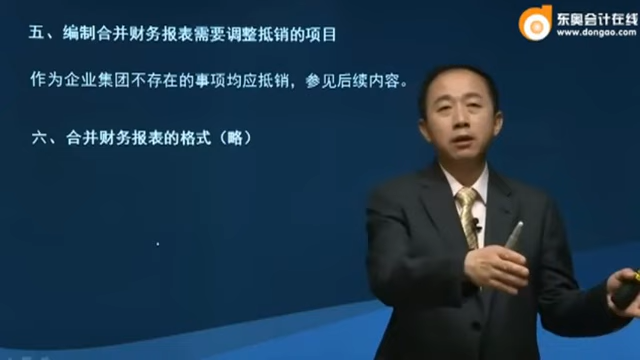 东奥会计在线
www.dongao.com
五、编制合并财务报表需要调整抵销的项目
作为企业集团不存在的事项均应抵销，参见后续内容。
六、合并财务报表的格式（略）